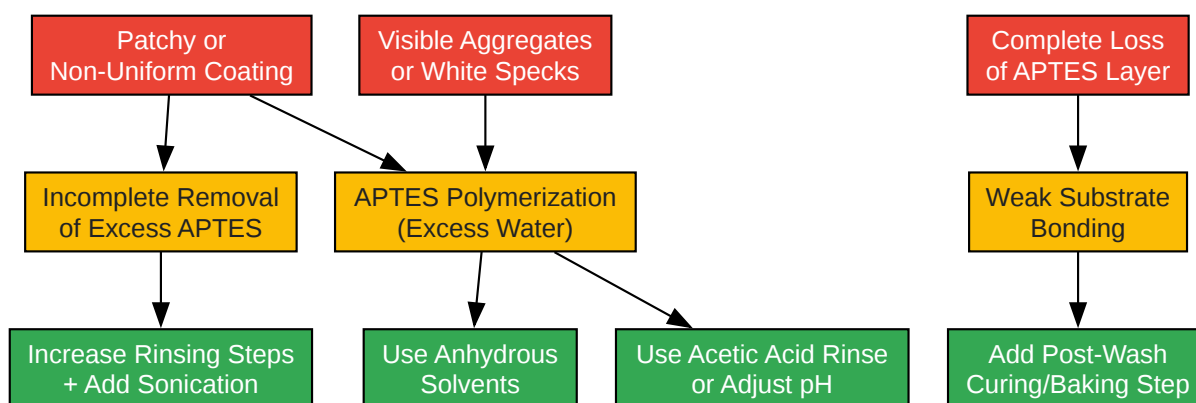 Patchy or
Non-Uniform Coating
Visible Aggregates
or White Specks
Complete Loss
of APTES Layer
Incomplete Removal
of Excess APTES
APTES Polymerization
(Excess Water)
Weak Substrate
Bonding
Increase Rinsing Steps
+ Add Sonication
Use Anhydrous
Solvents
Use Acetic Acid Rinse
or Adjust pH
Add Post-Wash
Curing/Baking Step